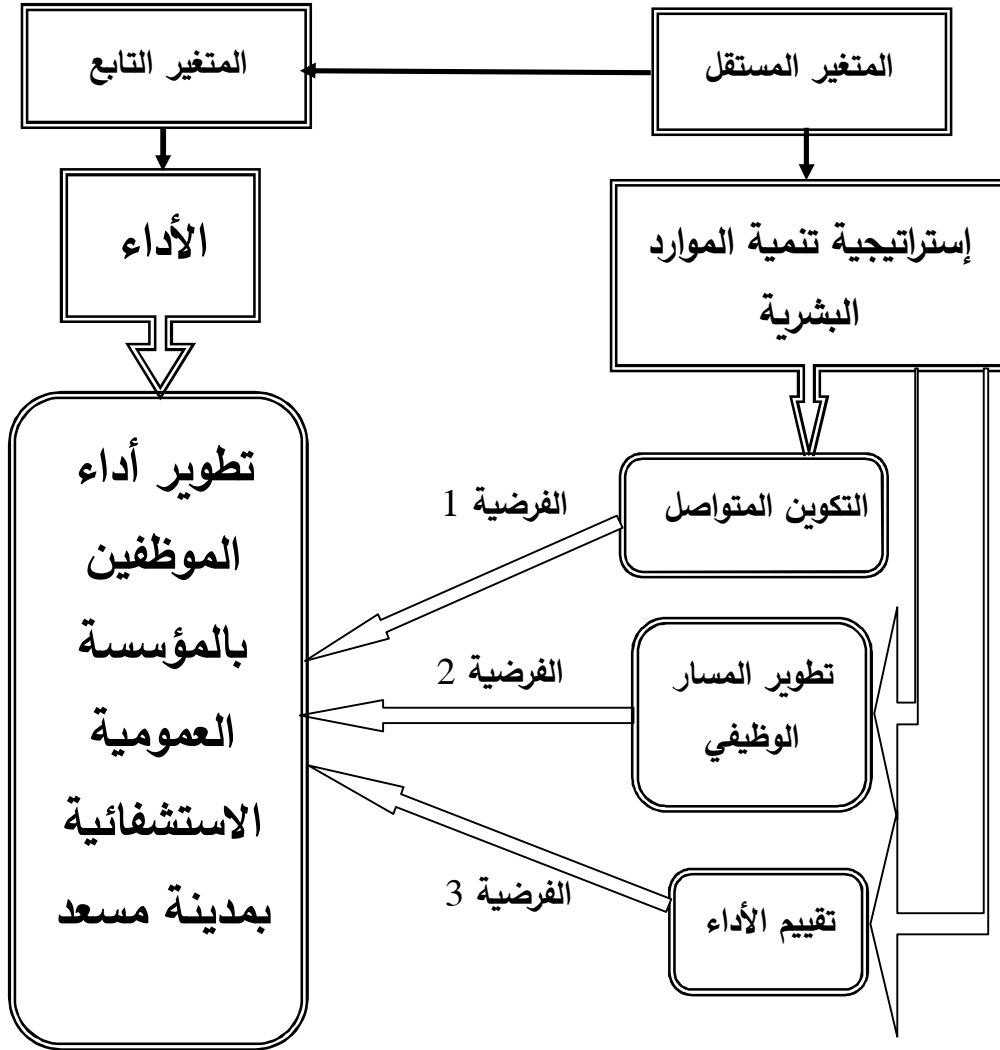 المتغير المستقل
المتغير التابع
إستراتيجية تنمية الموارد
البشرية
الأداء
التكوين المتواصل
الفرضية 1
تطوير المسار
الوظيفي
الفرضية 2
تقييم الأداء
الفرضية 3
تطوير أداء
الموظفين
بالمؤسسة
العمومية
الاستشفائية
بمدينة مسعد